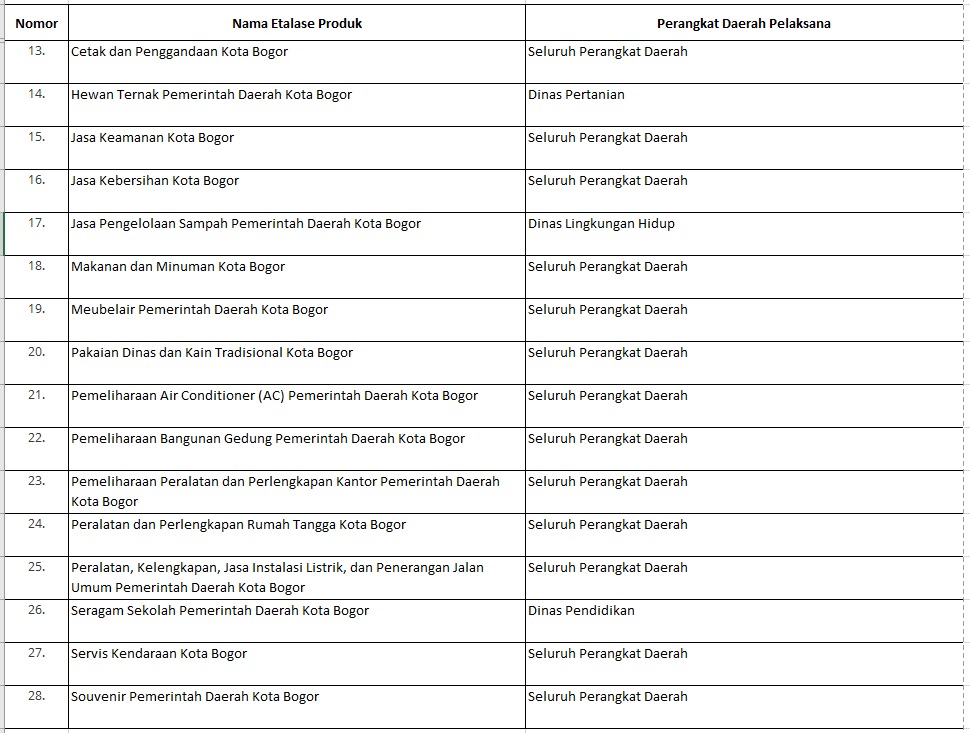 Nomor Nama Etalase Produk Perangkat Daerah Pelaksana
13. Cetak dan Penggandaan Kota Bogor Seluruh Perangkat Daerah
14. Hewan Ternak Pemerintah Daerah Kota Bogor Dinas Pertanian
15. Jasa Keamanan Kota Bogor Seluruh Perangkat Daerah
16. Jasa Kebersihan Kota Bogor Seluruh Perangkat Daerah
17. Jasa Pengelolaan Sampah Pemerintah Daerah Kota Bogor Dinas Lingkungan Hidup
18. Makanan dan Minuman Kota Bogor Seluruh Perangkat Daerah
19. Meubelair Pemerintah Daerah Kota Bogor Seluruh Perangkat Daerah
20. Pakaian Dinas dan Kain Tradisional Kota Bogor Seluruh Perangkat Daerah
21. Pemeliharaan Air Conditioner (AC) Pemerintah Daerah Kota Bogor Seluruh Perangkat Daerah
22. Pemeliharaan Bangunan Gedung Pemerintah Daerah Kota Bogor Seluruh Perangkat Daerah
23. Pemeliharaan Peralatan dan Perlengkapan Kantor Pemerintah Daerah Seluruh Perangkat Daerah
Kota Bogor
24. Peralatan dan Perlengkapan Rumah Tangga Kota Bogor Seluruh Perangkat Daerah
25. Peralatan, Kelengkapan, Jasa Instalasi Listrik, dan Penerangan Jalan Seluruh Perangkat Daerah
Umum Pemerintah Daerah Kota Bogor
26. Seragam Sekolah Pemerintah Daerah Kota Bogor Dinas Pendidikan
27. Servis Kendaraan Kota Bogor Seluruh Perangkat Daerah
28. Souvenir Pemerintah Daerah Kota Bogor Seluruh Perangkat Daerah